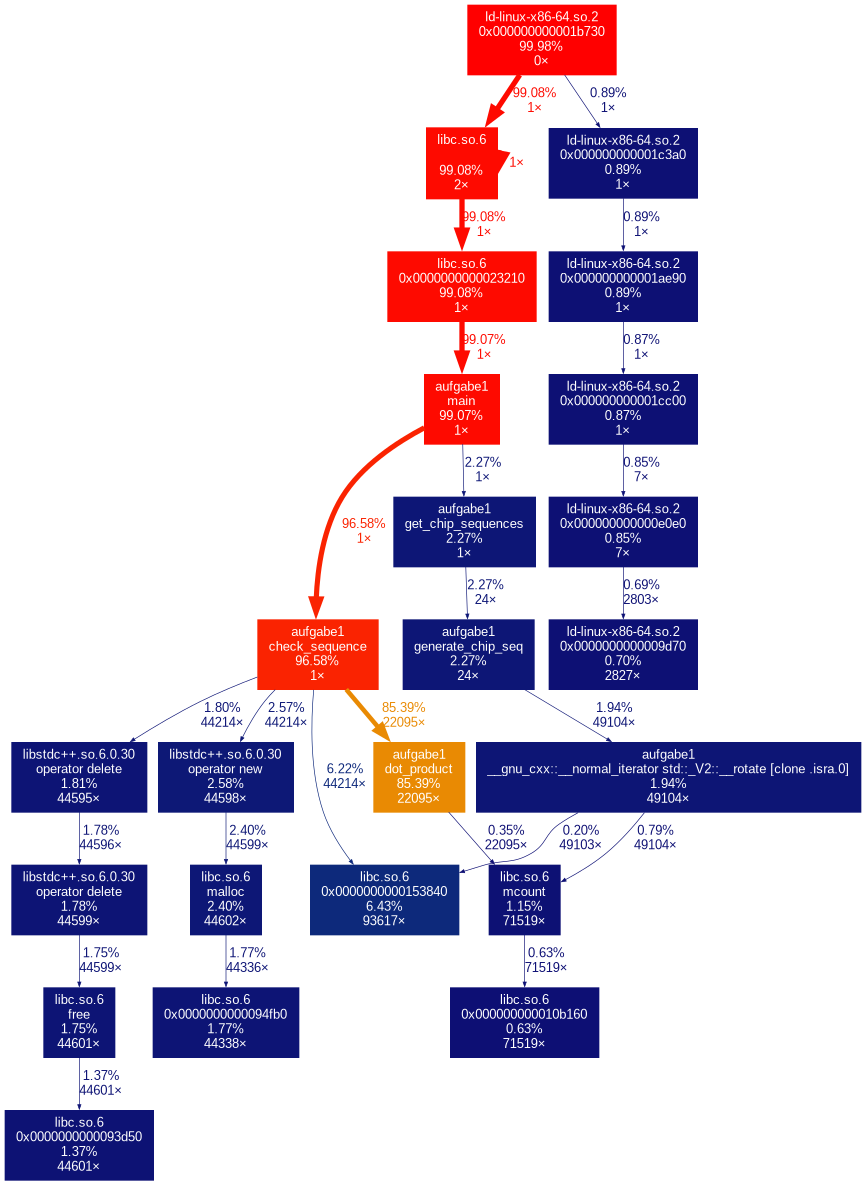 ld-linux-x86-64.so.2
0x000000000001b730
99.98%
0×
99.08%
1×
0.89%
1×
libc.so.6
99.08%
2×
1×
ld-linux-x86-64.so.2
0x000000000001c3a0
0.89%
1×
99.08%
1×
0.89%
1×
libc.so.6
0x0000000000023210
99.08%
1×
ld-linux-x86-64.so.2
0x000000000001ae90
0.89%
1×
99.07%
1×
0.87%
1×
aufgabe1
main
99.07%
1×
ld-linux-x86-64.so.2
0x000000000001cc00
0.87%
1×
2.27%
1×
0.85%
7×
96.58%
1×
aufgabe1
get_chip_sequences
2.27%
1×
ld-linux-x86-64.so.2
0x000000000000e0e0
0.85%
7×
2.27%
24×
0.69%
2803×
aufgabe1
check_sequence
96.58%
1×
aufgabe1
generate_chip_seq
2.27%
24×
ld-linux-x86-64.so.2
0x0000000000009d70
0.70%
2827×
1.80%
44214×
2.57%
44214×
85.39%
22095×
1.94%
49104×
6.22%
44214×
libstdc++.so.6.0.30
operator delete
1.81%
44595×
libstdc++.so.6.0.30
operator new
2.58%
44598×
aufgabe1
dot_product
85.39%
22095×
aufgabe1
__gnu_cxx::__normal_iterator std::_V2::__rotate [clone .isra.0]
1.94%
49104×
1.78%
44596×
2.40%
44599×
0.35%
22095×
0.20%
49103×
0.79%
49104×
libstdc++.so.6.0.30
operator delete
1.78%
44599×
libc.so.6
malloc
2.40%
44602×
libc.so.6
0x0000000000153840
6.43%
93617×
libc.so.6
mcount
1.15%
71519×
1.75%
44599×
1.77%
44336×
0.63%
71519×
libc.so.6
free
1.75%
44601×
libc.so.6
0x0000000000094fb0
1.77%
44338×
libc.so.6
0x000000000010b160
0.63%
71519×
1.37%
44601×
libc.so.6
0x0000000000093d50
1.37%
44601×